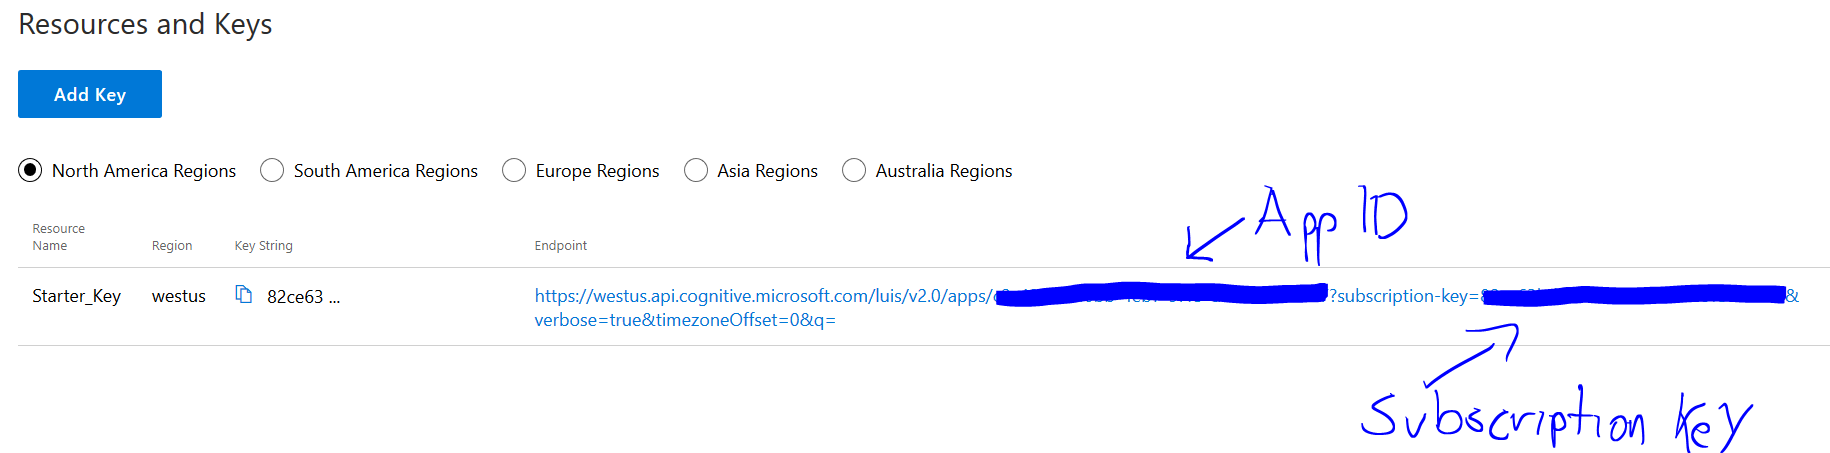 Resources and Keys
Add Key
North America Regions South America Regions Europe Regions Asia Regions Australia Regions
App ID
Resource Name Region Key String Endpoint
Starter_Key westus 82ce63 ... https://westus.api.cognitive.microsoft.com/luis/v2.0/apps/ ?subscription-key= &
verbose=true&timezoneOffset=0&q=
Subscription Key